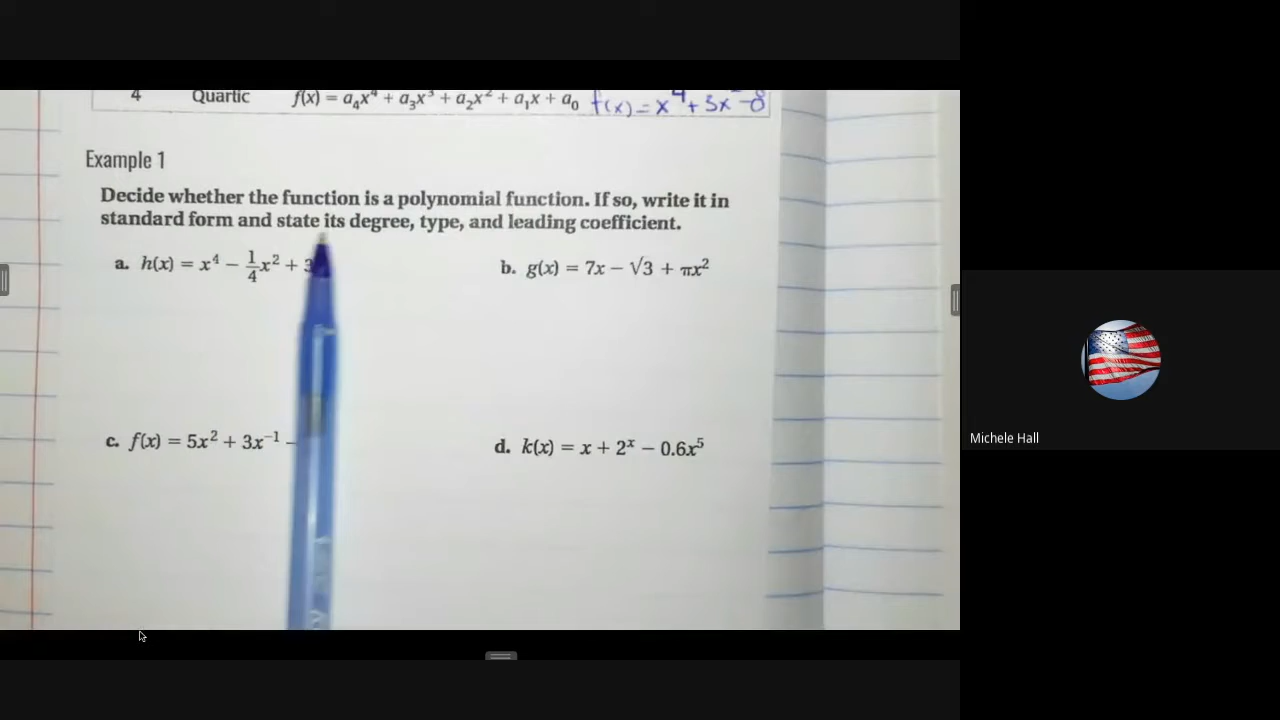 4 Quartic f(x) = a₄x⁴ + a₃x³ + a₂x² + a₁x + a₀ f(x) = x⁴ + 3x² - 8
Example 1
Decide whether the function is a polynomial function. If so, write it in
standard form and state its degree, type, and leading coefficient.
a. h(x) = x⁴ − 1/4x² + 3
b. g(x) = 7x − √3 + πx²
c. f(x) = 5x² + 3x⁻¹ −
d. k(x) = x + 2ˣ − 0.6x⁵
Michele Hall